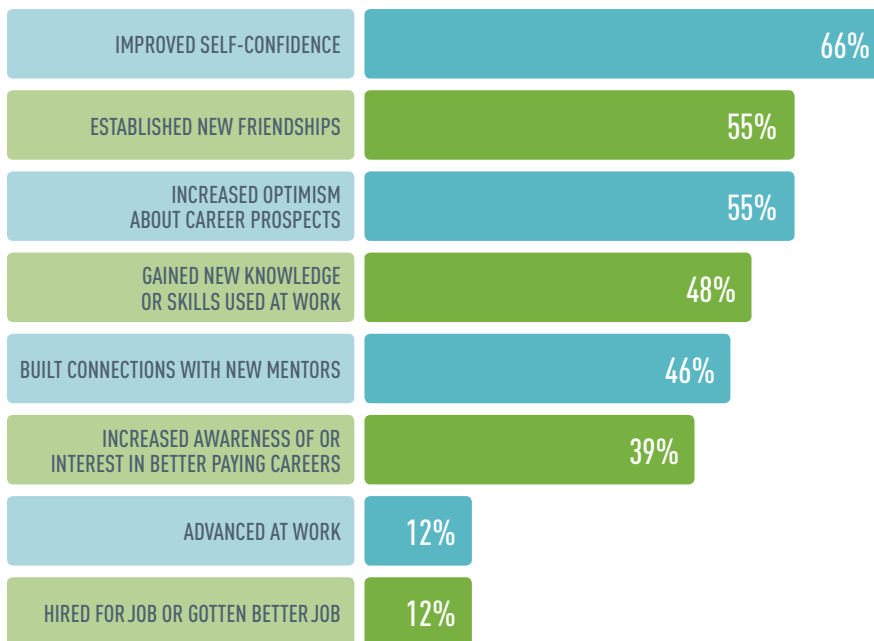 IMPROVED SELF-CONFIDENCE 66%
ESTABLISHED NEW FRIENDSHIPS 55%
INCREASED OPTIMISM
ABOUT CAREER PROSPECTS 55%
GAINED NEW KNOWLEDGE
OR SKILLS USED AT WORK 48%
BUILT CONNECTIONS WITH NEW MENTORS 46%
INCREASED AWARENESS OF OR
INTEREST IN BETTER PAYING CAREERS 39%
ADVANCED AT WORK 12%
HIRED FOR JOB OR GOTTEN BETTER JOB 12%